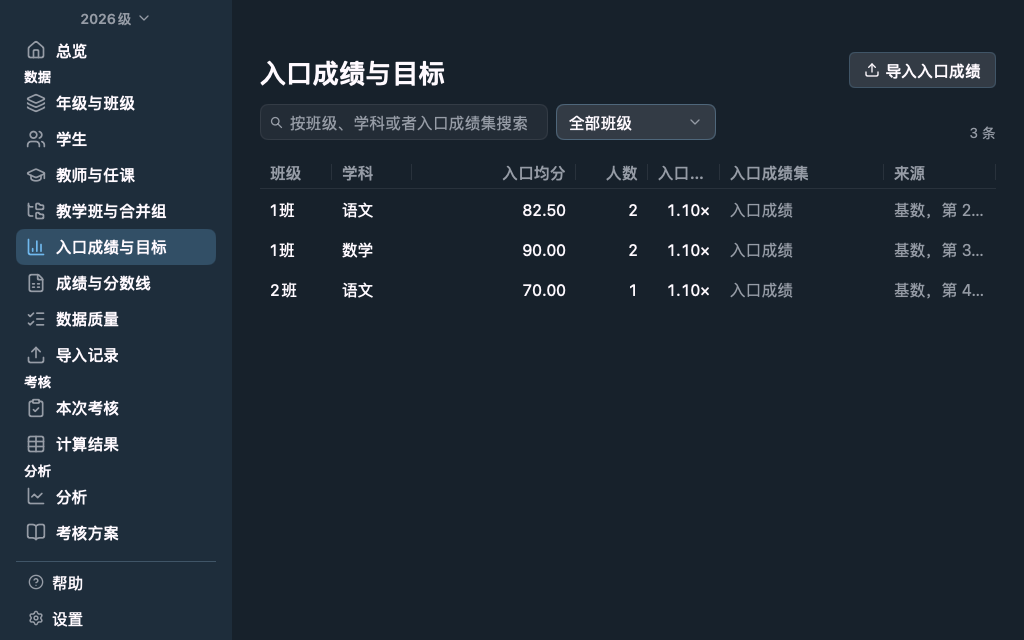 2026级
总览
数据
年级与班级
学生
教师与任课
教学班与合并组
入口成绩与目标
成绩与分数线
数据质量
导入记录
考核
本次考核
计算结果
分析
分析
考核方案
帮助
设置
入口成绩与目标
导入入口成绩
按班级、学科或者入口成绩集搜索
全部班级
3 条
班级 学科 入口均分 人数 入口... 入口成绩集 来源
1班 语文 82.50 2 1.10× 入口成绩 基数，第 2...
1班 数学 90.00 2 1.10× 入口成绩 基数，第 3...
2班 语文 70.00 1 1.10× 入口成绩 基数，第 4...